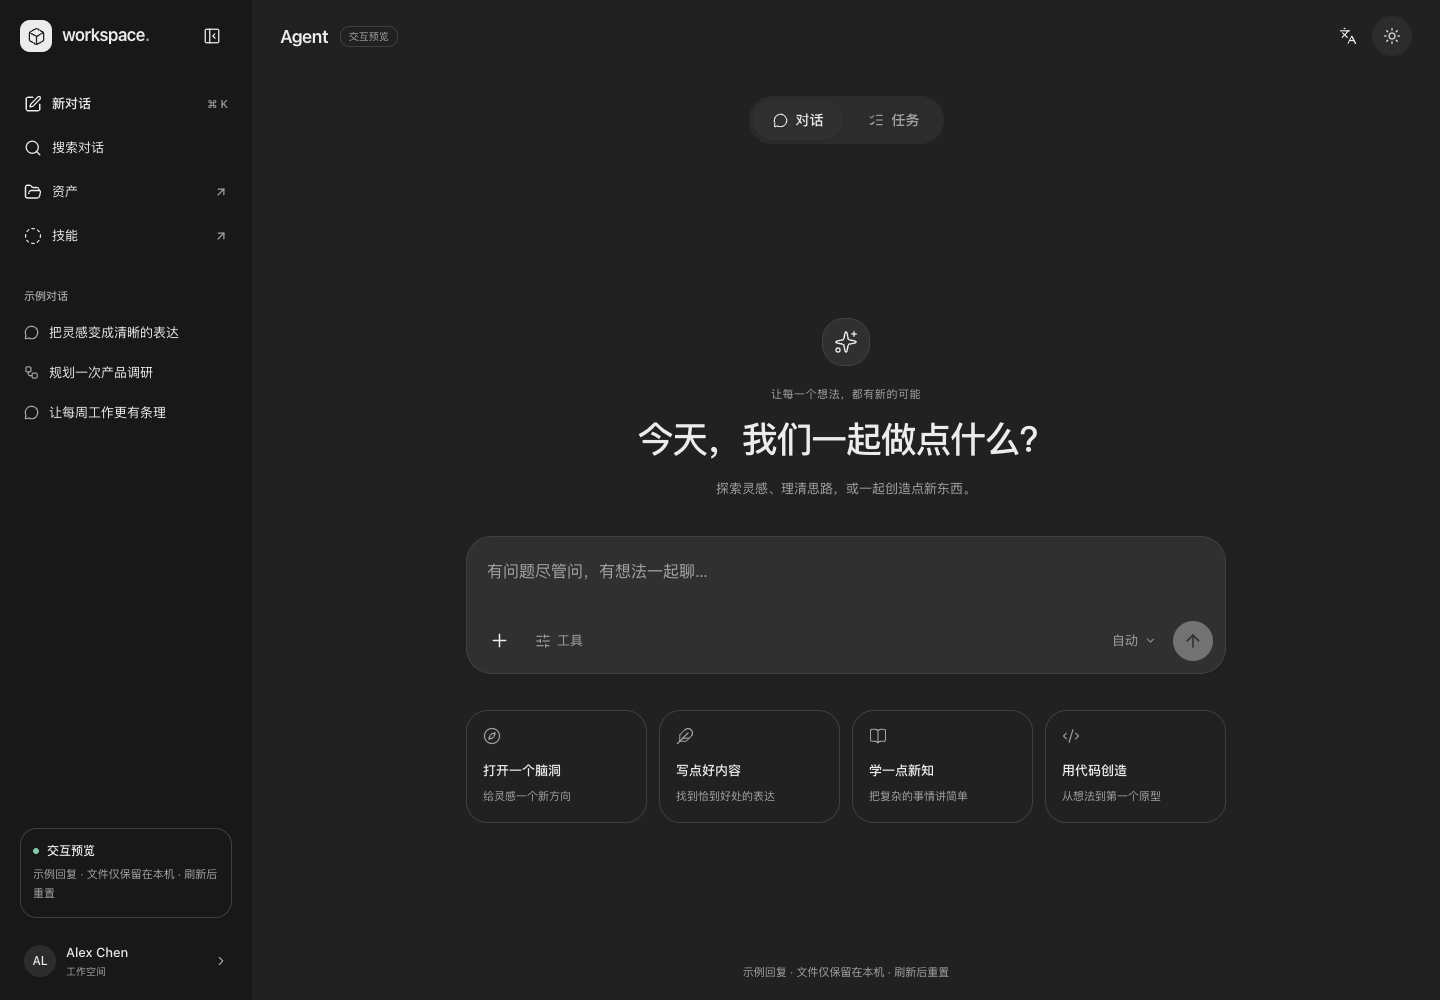 workspace.
新对话
⌘ K
搜索对话
资产
技能
示例对话
把灵感变成清晰的表达
规划一次产品调研
让每周工作更有条理
交互预览
示例回复 · 文件仅保留在本机 · 刷新后
重置
AL
Alex Chen
工作空间
Agent
交互预览
对话
任务
让每一个想法，都有新的可能
今天，我们一起做点什么?
探索灵感、理清思路，或一起创造点新东西。
有问题尽管问，有想法一起聊...
工具
自动
打开一个脑洞
给灵感一个新方向
写点好内容
找到恰到好处的表达
学一点新知
把复杂的事情讲简单
用代码创造
从想法到第一个原型
示例回复 · 文件仅保留在本机 · 刷新后重置